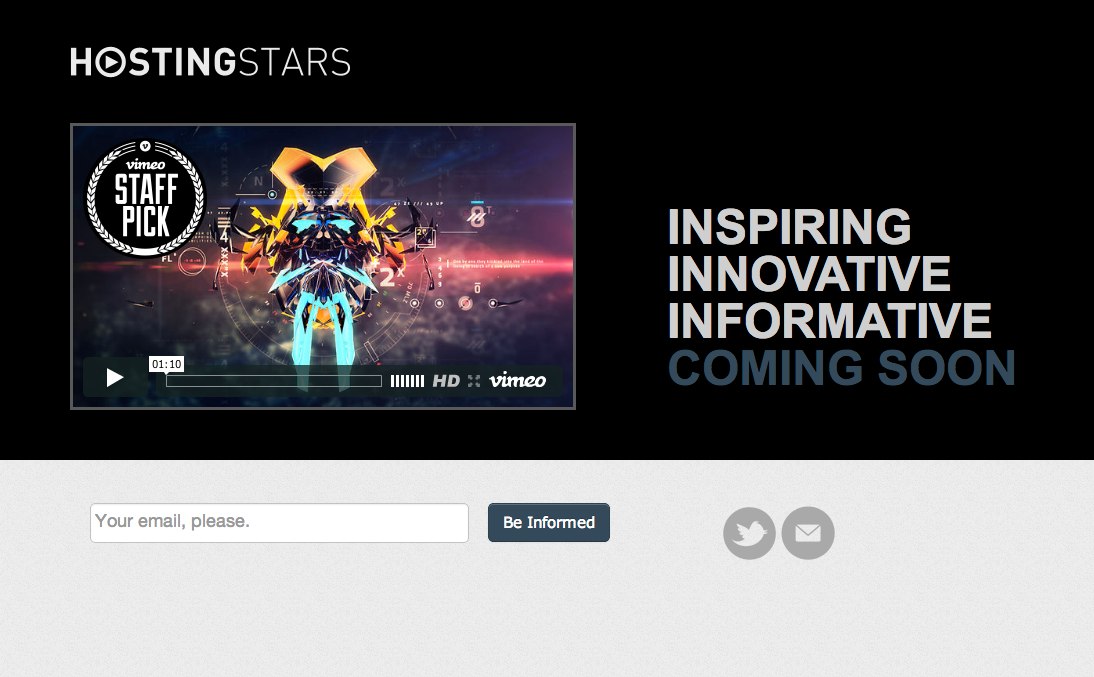 HOSTINGSTARS
vimeo
STAFF
PICK
INSPIRING
INNOVATIVE
INFORMATIVE
COMING SOON
01:10
HD vimeo
Your email, please.
Be Informed